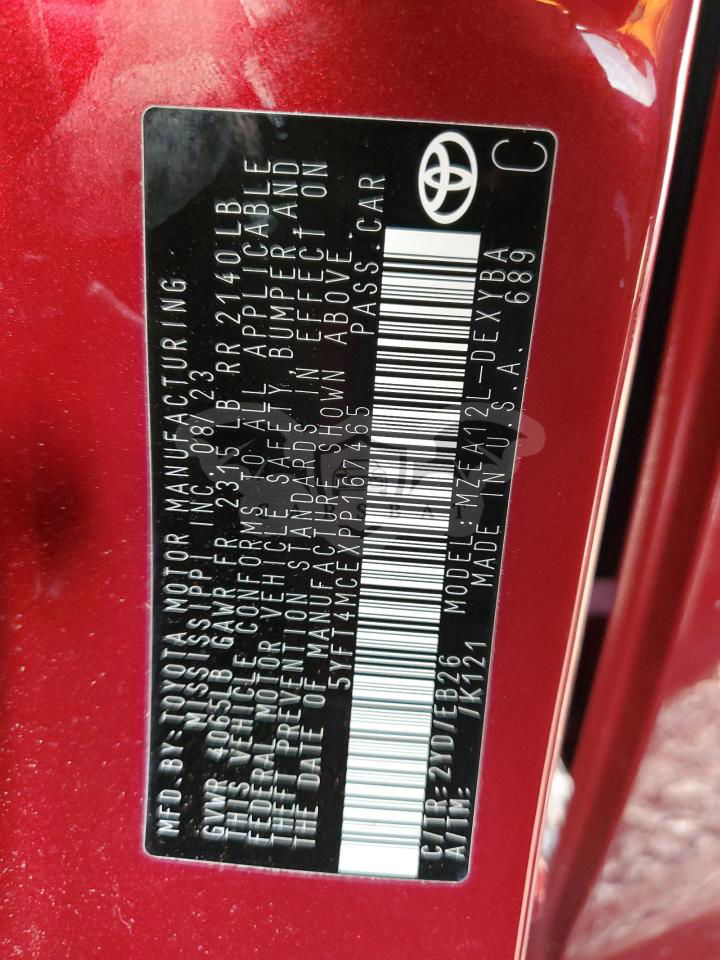 MFD.BY:TOYOTA MOTOR MANUFACTURING
MISSISSIPPI INC 08/23
GVWR 4065LB GAWR FR 2315LB RR 2140LB
THIS VEHICLE CONFORMS TO ALL APPLICABLE
FEDERAL MOTOR VEHICLE SAFETY, BUMPER AND
THEFT PREVENTION STANDARDS IN EFFECT ON
THE DATE OF MANUFACTURE SHOWN ABOVE.
5YFT4MCEXPP167465 PASS.CAR
C/TR:2YD/EB26 MODEL:MZEA12L-DEXYBA
A/TM: /K121 MADE IN U.S.A. 689
C